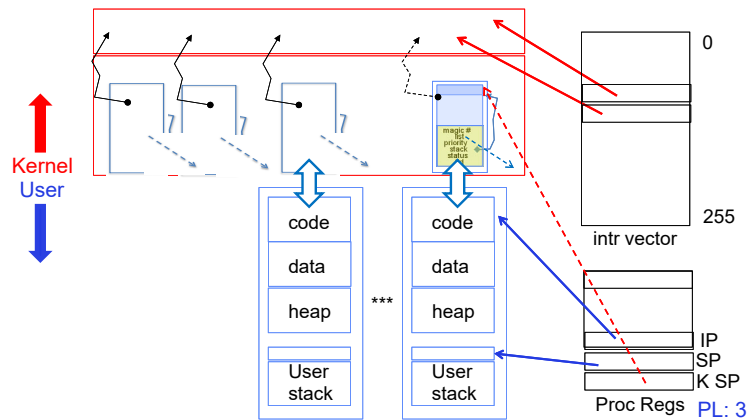 0
255
intr vector
Kernel
User
magic #
list
priority
stack
status
code
data
heap
User
stack
***
code
data
heap
User
stack
IP
SP
K SP
Proc Regs
PL: 3